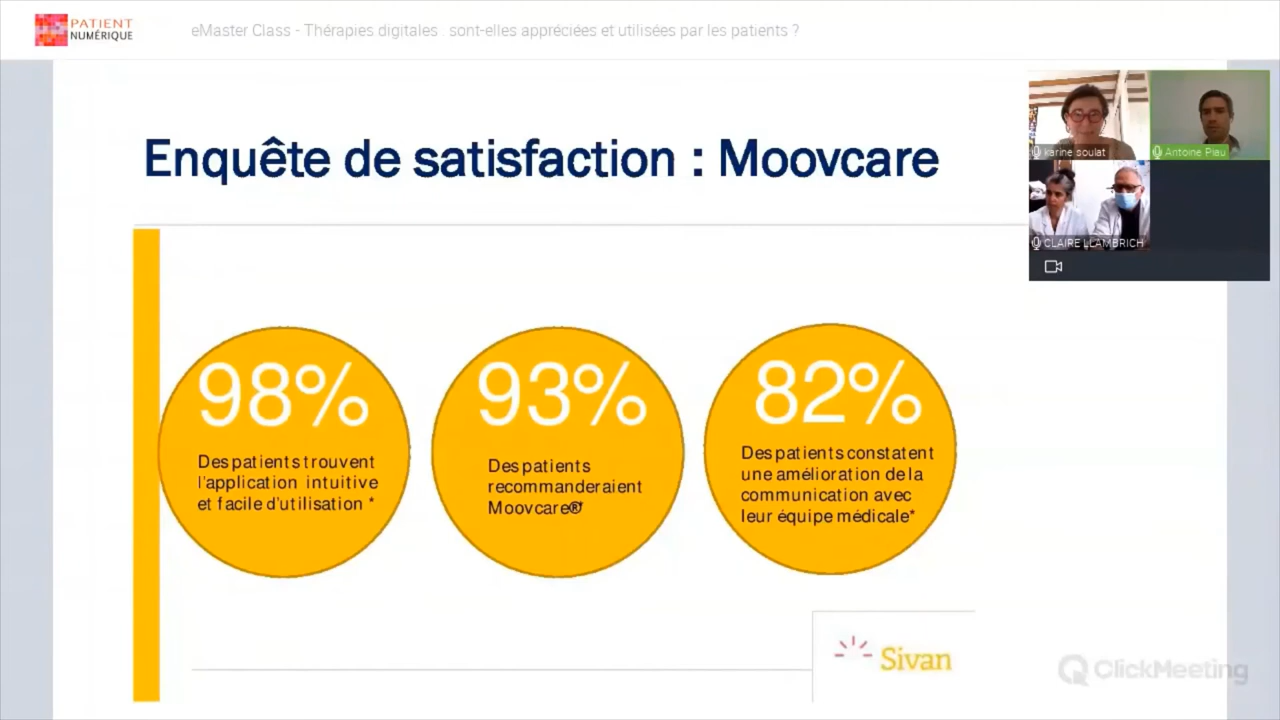 PATIENT
NUMÉRIQUE
eMaster Class - Thérapies digitales : sont-elles appréciées et utilisées par les patients ?
karine soulat
Antoine Piau
CLAIRE LLAMBRICH
Enquête de satisfaction : Moovcare
98%
Des patients trouvent
l'application intuitive
et facile d'utilisation *
93%
Des patients
recommanderaient
Moovcare®*
82%
Des patients constatent
une amélioration de la
communication avec
leur équipe médicale*
Sivan
ClickMeeting